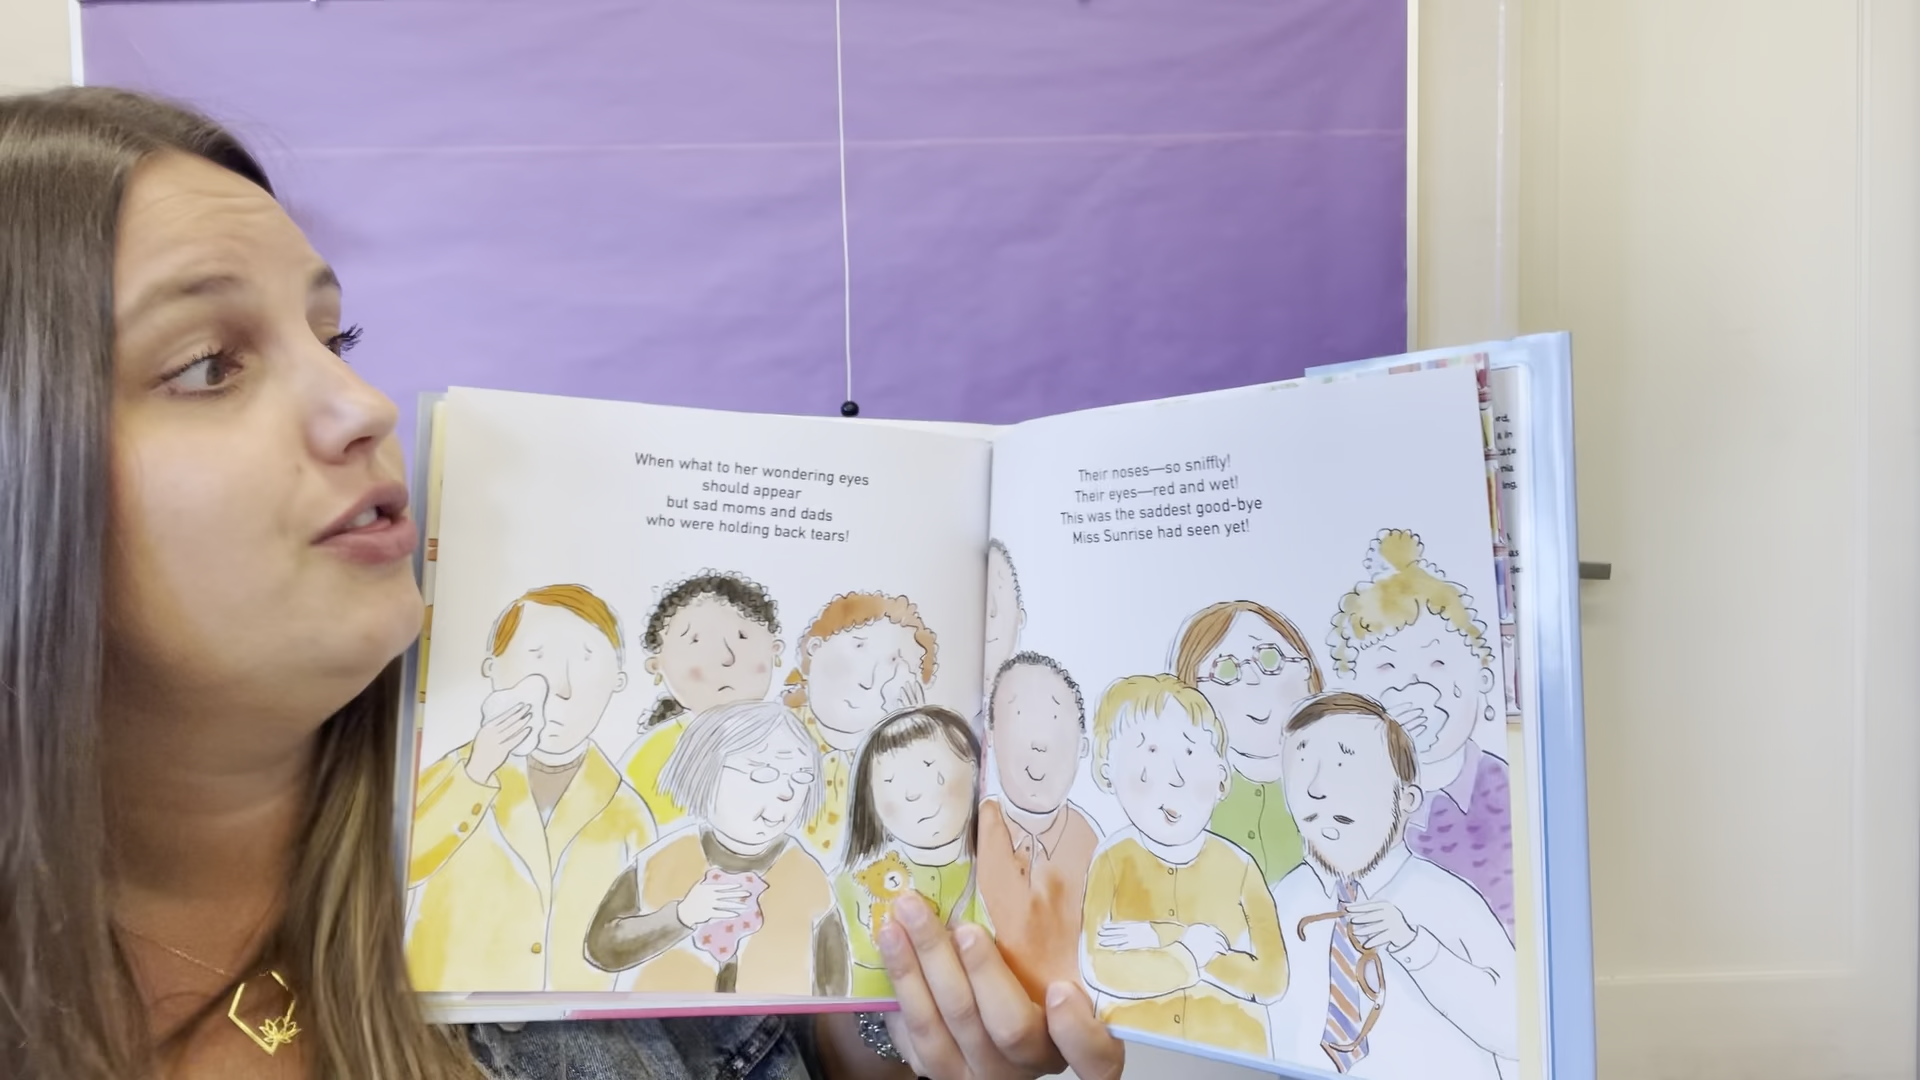 When what to her wondering eyes
should appear
but sad moms and dads
who were holding back tears!
Their noses—so sniffly!
Their eyes—red and wet!
This was the saddest good-bye
Miss Sunrise had seen yet!